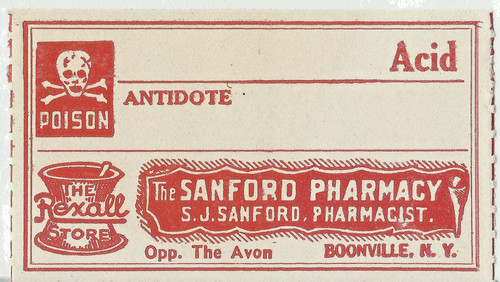 Acid
POISON
ANTIDOTE
THE
Rexall
STORE
The SANFORD PHARMACY
S.J. SANFORD, PHARMACIST.
Opp. The Avon
BOONVILLE, N. Y.